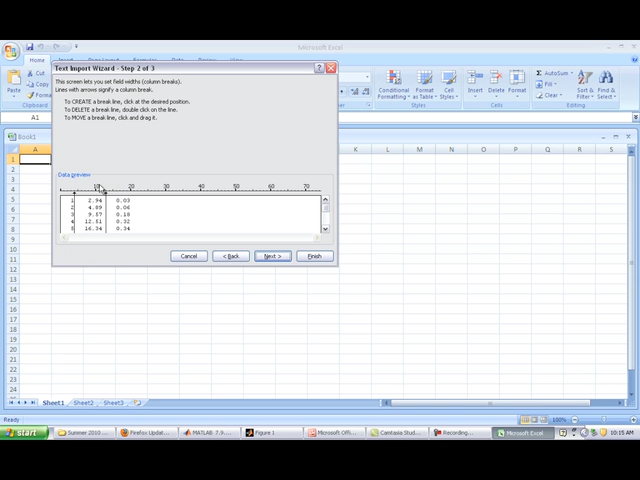 Microsoft Excel
Home
Formulas
Data
Review
View
Cut
Copy
Format
Paste
Clipboard
Conditional Formatting
Format as Table
Cell Styles
Styles
Insert
Delete
Format
Cells
AutoSum
Fill
Clear
Sort & Filter
Find & Select
Editing
A1
Book1
A K L M N O P Q R S
1
2
3
4
5
6
7
8
9
10
11
12
13
14
15
16
17
18
19
20
21
22
23
24
Text Import Wizard - Step 2 of 3
This screen lets you set field widths (column breaks).
Lines with arrows signify a column break.
To CREATE a break line, click at the desired position.
To DELETE a break line, double click on the line.
To MOVE a break line, click and drag it.
Data preview
10 20 30 40 50 60 70
1 2.94 0.03
2 4.89 0.06
3 9.57 0.18
4 12.51 0.32
5 16.34 0.34
Cancel
< Back
Next >
Finish
Sheet1 Sheet2 Sheet3
Ready
100%
start
Summer 2010 ...
Firefox Updat...
MATLAB 7.9...
Figure 1
Microsoft Offic...
Camtasia Stud...
Recording...
Microsoft Excel
10:15 AM